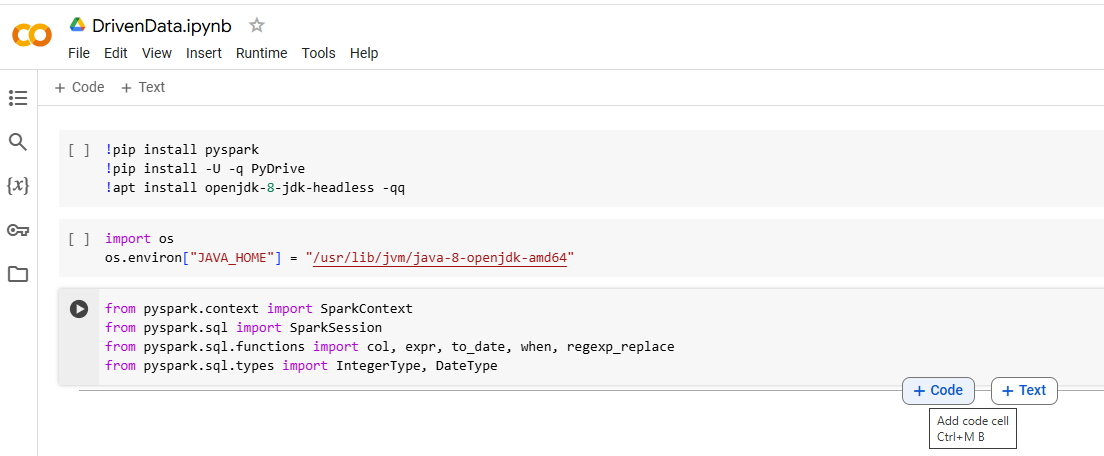 DrivenData.ipynb
File Edit View Insert Runtime Tools Help
+ Code + Text
[ ] !pip install pyspark
!pip install -U -q PyDrive
!apt install openjdk-8-jdk-headless -qq
[ ] import os
os.environ["JAVA_HOME"] = "/usr/lib/jvm/java-8-openjdk-amd64"
from pyspark.context import SparkContext
from pyspark.sql import SparkSession
from pyspark.sql.functions import col, expr, to_date, when, regexp_replace
from pyspark.sql.types import IntegerType, DateType
+ Code + Text
Add code cell
Ctrl+M B
{x}